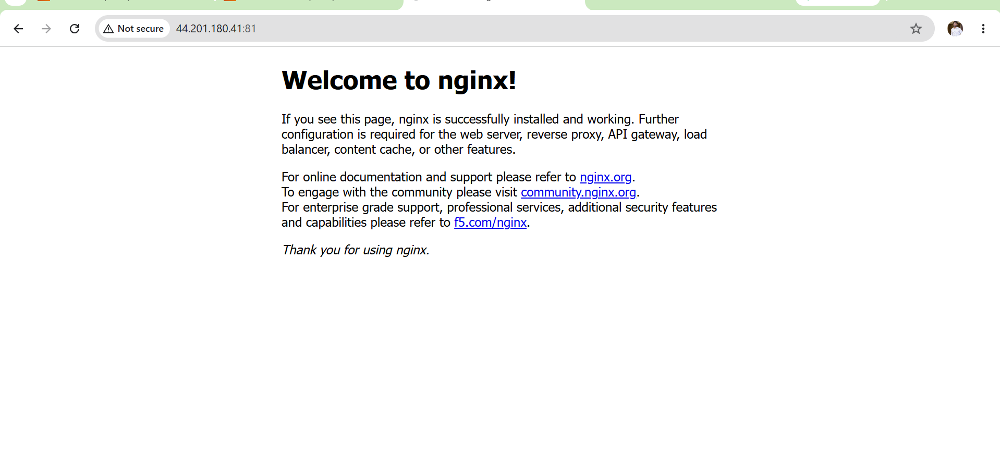 Not secure
44.201.180.41:81
Welcome to nginx!
If you see this page, nginx is successfully installed and working. Further
configuration is required for the web server, reverse proxy, API gateway, load
balancer, content cache, or other features.
For online documentation and support please refer to nginx.org.
To engage with the community please visit community.nginx.org.
For enterprise grade support, professional services, additional security features
and capabilities please refer to f5.com/nginx.
Thank you for using nginx.